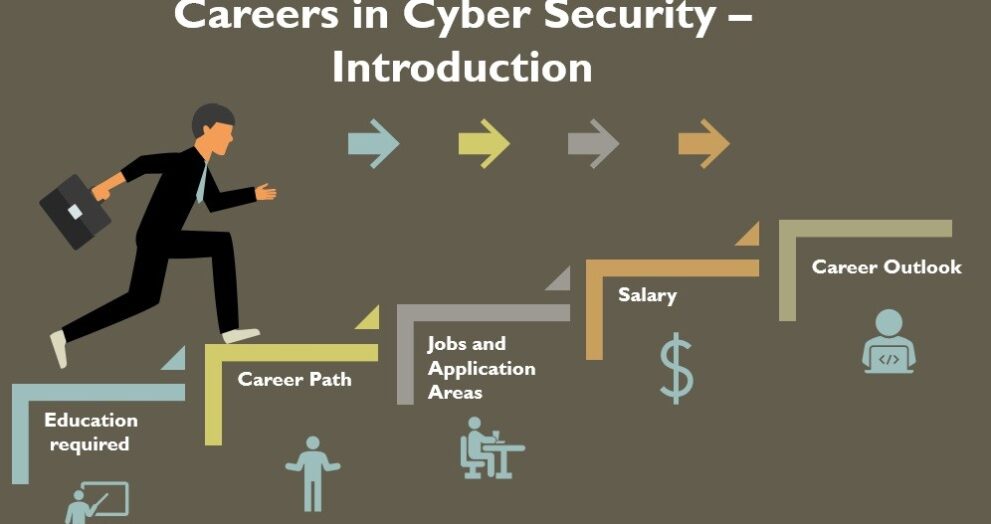 Careers in Cyber Security –
Introduction
Education
required
Career Path
Jobs and
Application
Areas
Salary
$
Career Outlook
</>